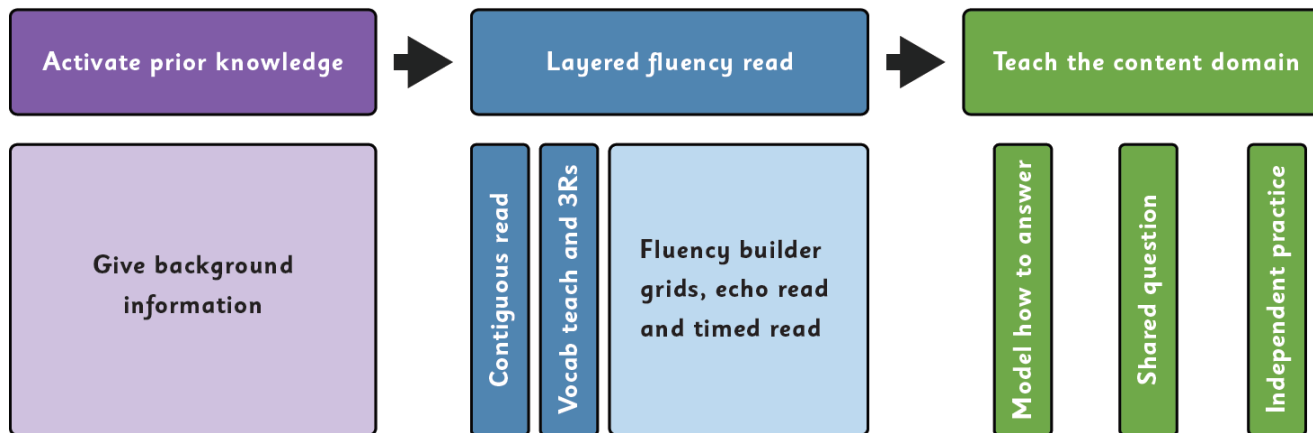 Activate prior knowledge
Layered fluency read
Teach the content domain
Give background
information
Contiguous read
Vocab teach and 3Rs
Fluency builder
grids, echo read
and timed read
Model how to answer
Shared question
Independent practice